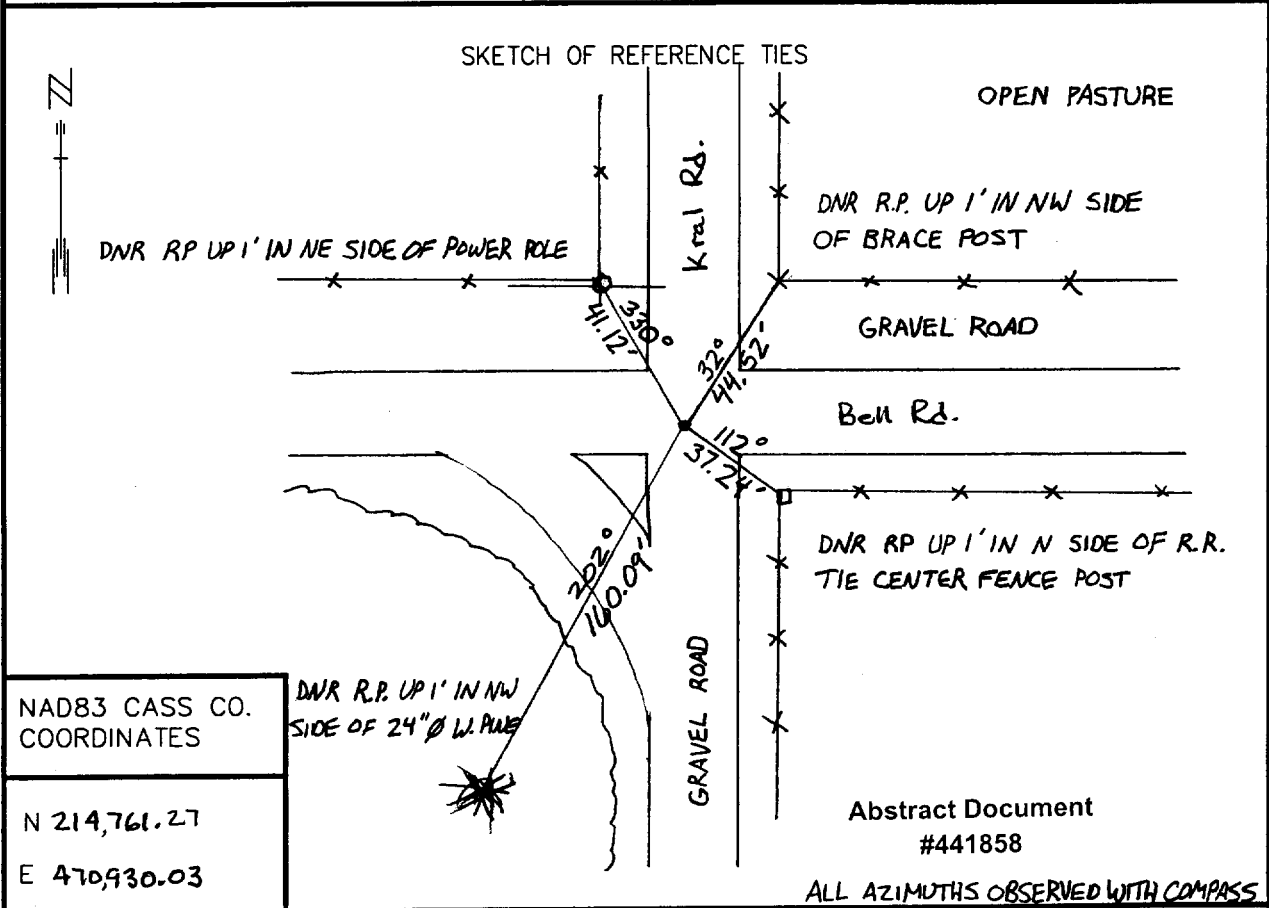 SKETCH OF REFERENCE TIES
N
OPEN PASTURE
Kral Rd.
DNR R.P. UP 1' IN NW SIDE
OF BRACE POST
DNR RP UP 1' IN NE SIDE OF POWER POLE
330°
41.12'
32°
44.52'
GRAVEL ROAD
Bell Rd.
112°
37.24'
DNR RP UP 1' IN N SIDE OF R.R.
TIE CENTER FENCE POST
202°
160.09'
GRAVEL ROAD
DNR R.P. UP 1' IN NW
SIDE OF 24"Ø W. PINE
NAD83 CASS CO.
COORDINATES
N 214,761.27
E 470,930.03
Abstract Document
#441858
ALL AZIMUTHS OBSERVED WITH COMPASS